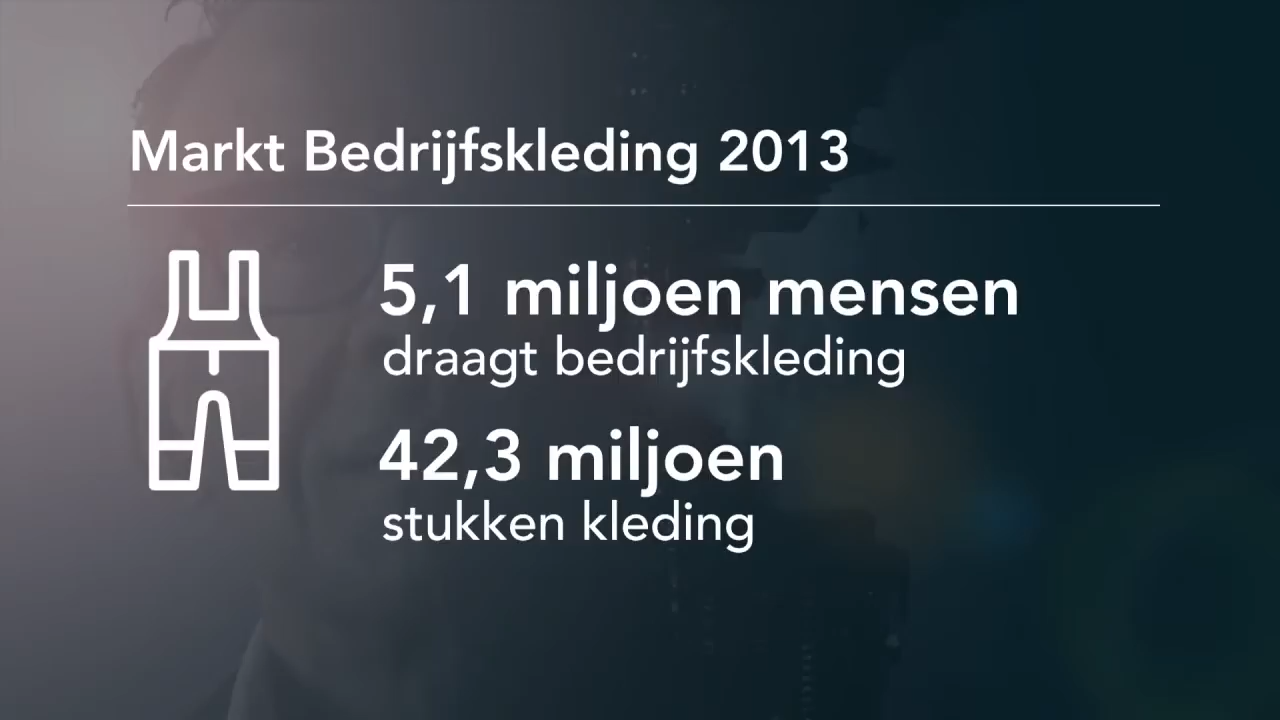 Markt Bedrijfskleding 2013
5,1 miljoen mensen
draagt bedrijfskleding
42,3 miljoen
stukken kleding